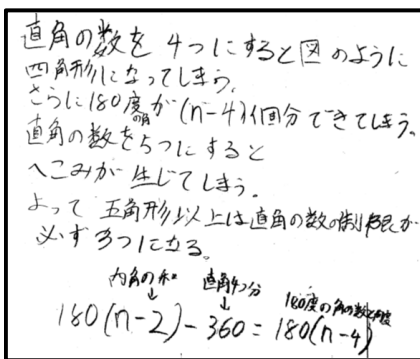 直角の数を4つにすると図のように
四角形になってしまう。
さらに180度の角が(n-4)個分できてしまう。
直角の数を5つにすると
へこみが生じてしまう。
よって五角形以上は直角の数の制限が
必ず3つになる。
内角の和 直角4つ分 180度の角の数と角度
↓ ↓
180(n-2)-360=180(n-4)